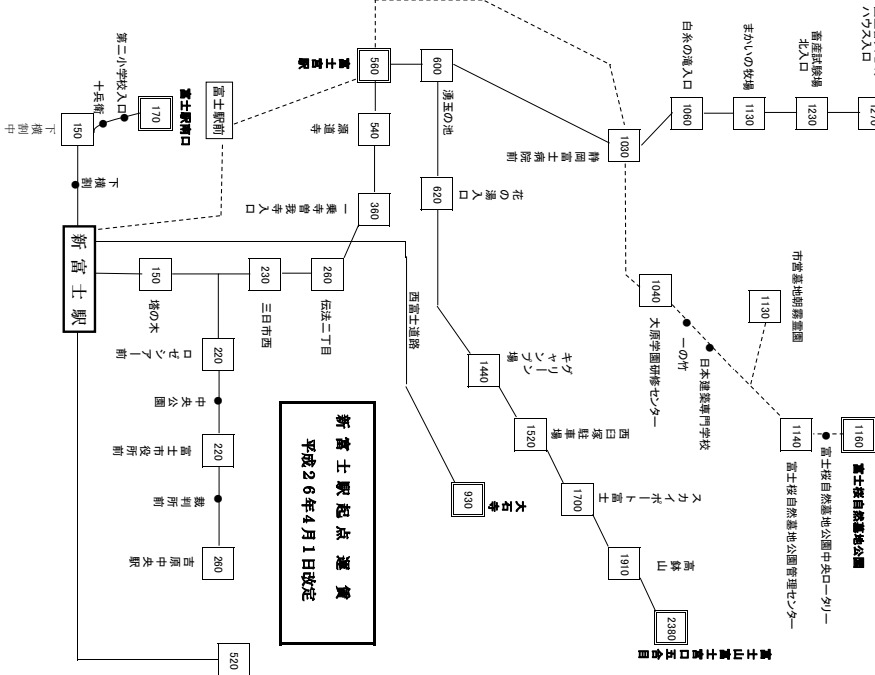 ハウス入口
1270
畜産試験場
北入口
1230
まかいの牧場
1130
白糸の滝入口
1060
静岡富士病院前
1030
富士宮駅
560
600
湧玉の池
富士駅前
富士駅南口
170
第二小学校入口
十兵衛
150
下横割中
下横割
新富士駅
540
源道寺
360
一乗寺曽我寺入口
260
伝法二丁目
230
三日市西
150
塔の木
620
花の湯入口
西富士道路
220
ロゼシアター前
中央公園
220
富士市役所前
裁判所前
260
吉原中央駅
520
新富士駅起点運賃
平成26年4月1日改定
930
大石寺
1440
グリーン
キャンプ場
1520
西臼塚駐車場
1700
スカイポート富士
1910
高鉢山
2380
富士山富士宮口五合目
1040
大原学園研修センター
一の竹
日本建築専門学校
市営墓地朝霧霊園
1130
1140
富士桜自然墓地公園管理センター
富士桜自然墓地公園中央ロータリー
1160
富士桜自然墓地公園